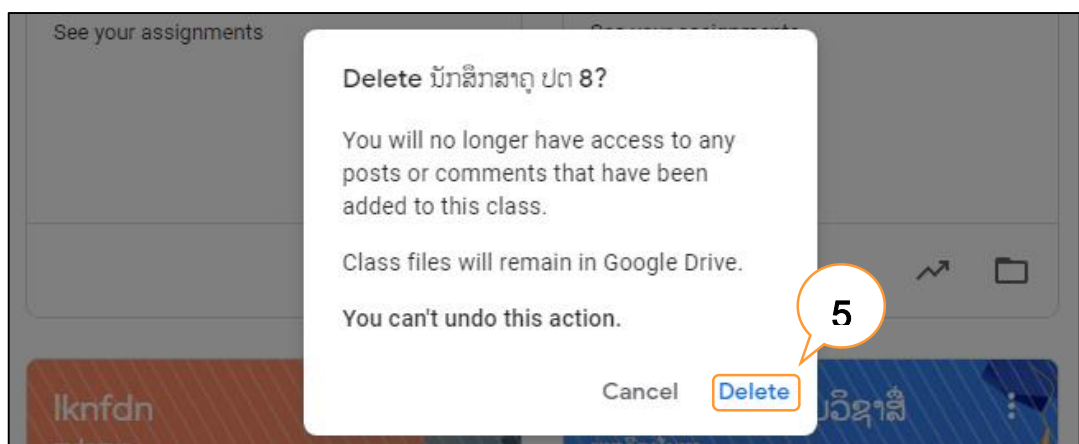 See your assignments
Delete ນັກສຶກສາຖຸ ປຕ 8?
You will no longer have access to any
posts or comments that have been
added to this class.
Class files will remain in Google Drive.
You can't undo this action.
5
Cancel Delete
lknfdn